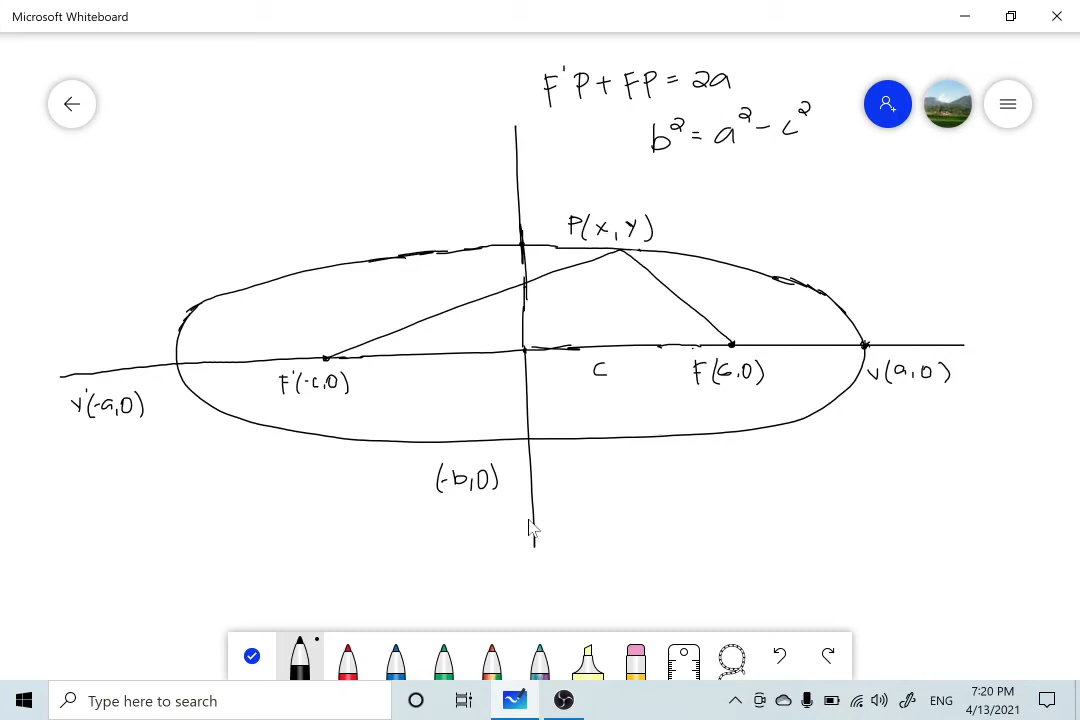 Microsoft Whiteboard
F'P + FP = 2a
b² = a² - c²
P(x, y)
F'(-c, 0)
c
F(c, 0)
V(a, 0)
V'(-a, 0)
(-b, 0)
Type here to search
ENG
7:20 PM
4/13/2021